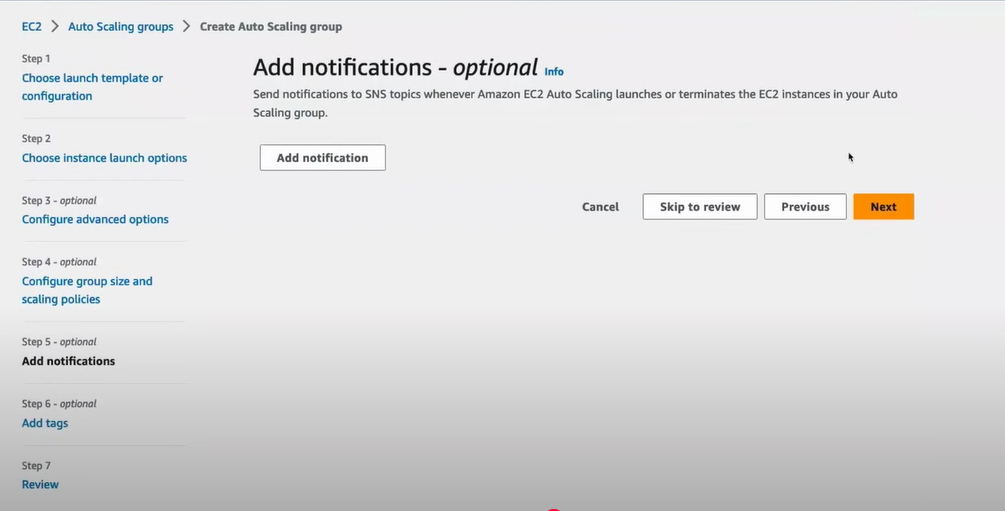 EC2 > Auto Scaling groups > Create Auto Scaling group
Step 1
Choose launch template or
configuration
Step 2
Choose instance launch options
Step 3 - optional
Configure advanced options
Step 4 - optional
Configure group size and
scaling policies
Step 5 - optional
Add notifications
Step 6 - optional
Add tags
Step 7
Review
Add notifications - optional Info
Send notifications to SNS topics whenever Amazon EC2 Auto Scaling launches or terminates the EC2 instances in your Auto
Scaling group.
Add notification
Cancel Skip to review Previous Next